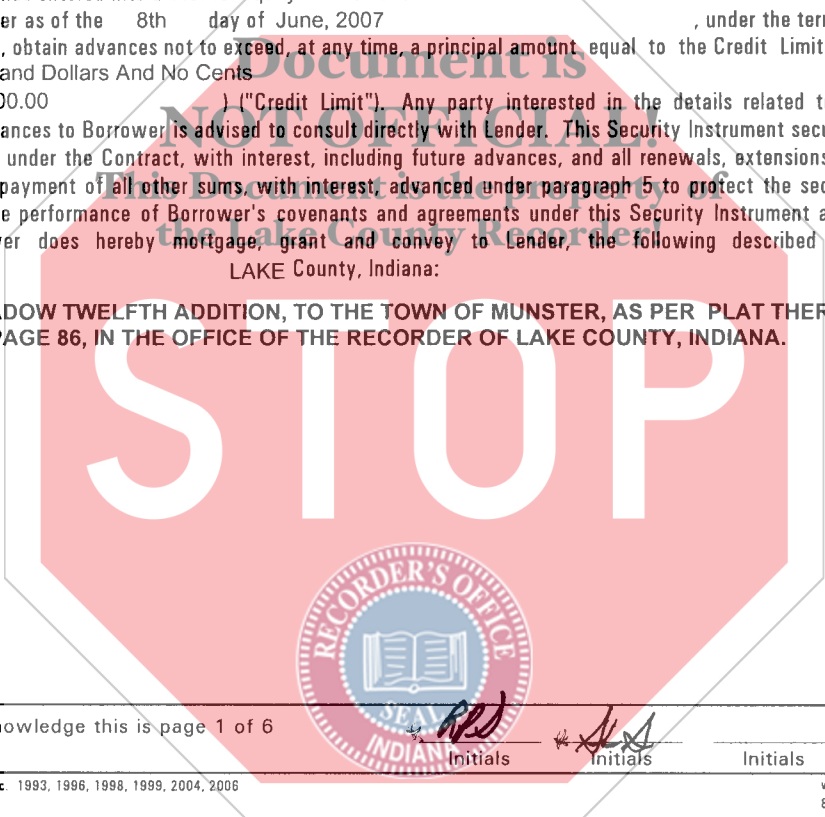 er as of the 8th day of June, 2007 , under the terr
, obtain advances not to exceed, at any time, a principal amount equal to the Credit Limit
and Dollars And No Cents
00.00 ) ("Credit Limit"). Any party interested in the details related t
ances to Borrower is advised to consult directly with Lender. This Security Instrument secu
under the Contract, with interest, including future advances, and all renewals, extensions
payment of all other sums, with interest, advanced under paragraph 5 to protect the sec
e performance of Borrower's covenants and agreements under this Security Instrument a
er does hereby mortgage, grant and convey to Lender, the following described
LAKE County, Indiana:
Document is
NOT OFFICIAL!
This Document is the property of
the Lake County Recorder!
ADOW TWELFTH ADDITION, TO THE TOWN OF MUNSTER, AS PER PLAT THER
PAGE 86, IN THE OFFICE OF THE RECORDER OF LAKE COUNTY, INDIANA.
STOP
RECORDER'S OFFICE
SEAL
INDIANA
nowledge this is page 1 of 6
RPS
Initials Initials Initials
c. 1993, 1996, 1998, 1999, 2004, 2006